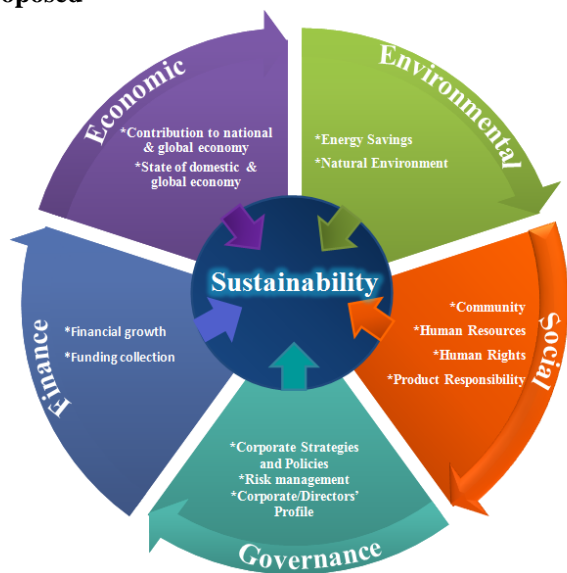 Economic
*Contribution to national
& global economy
*State of domestic &
global economy
Environmental
*Energy Savings
*Natural Environment
Sustainability
Social
*Community
*Human Resources
*Human Rights
*Product Responsibility
Governance
*Corporate Strategies
and Policies
*Risk management
*Corporate/Directors'
Profile
Finance
*Financial growth
*Funding collection